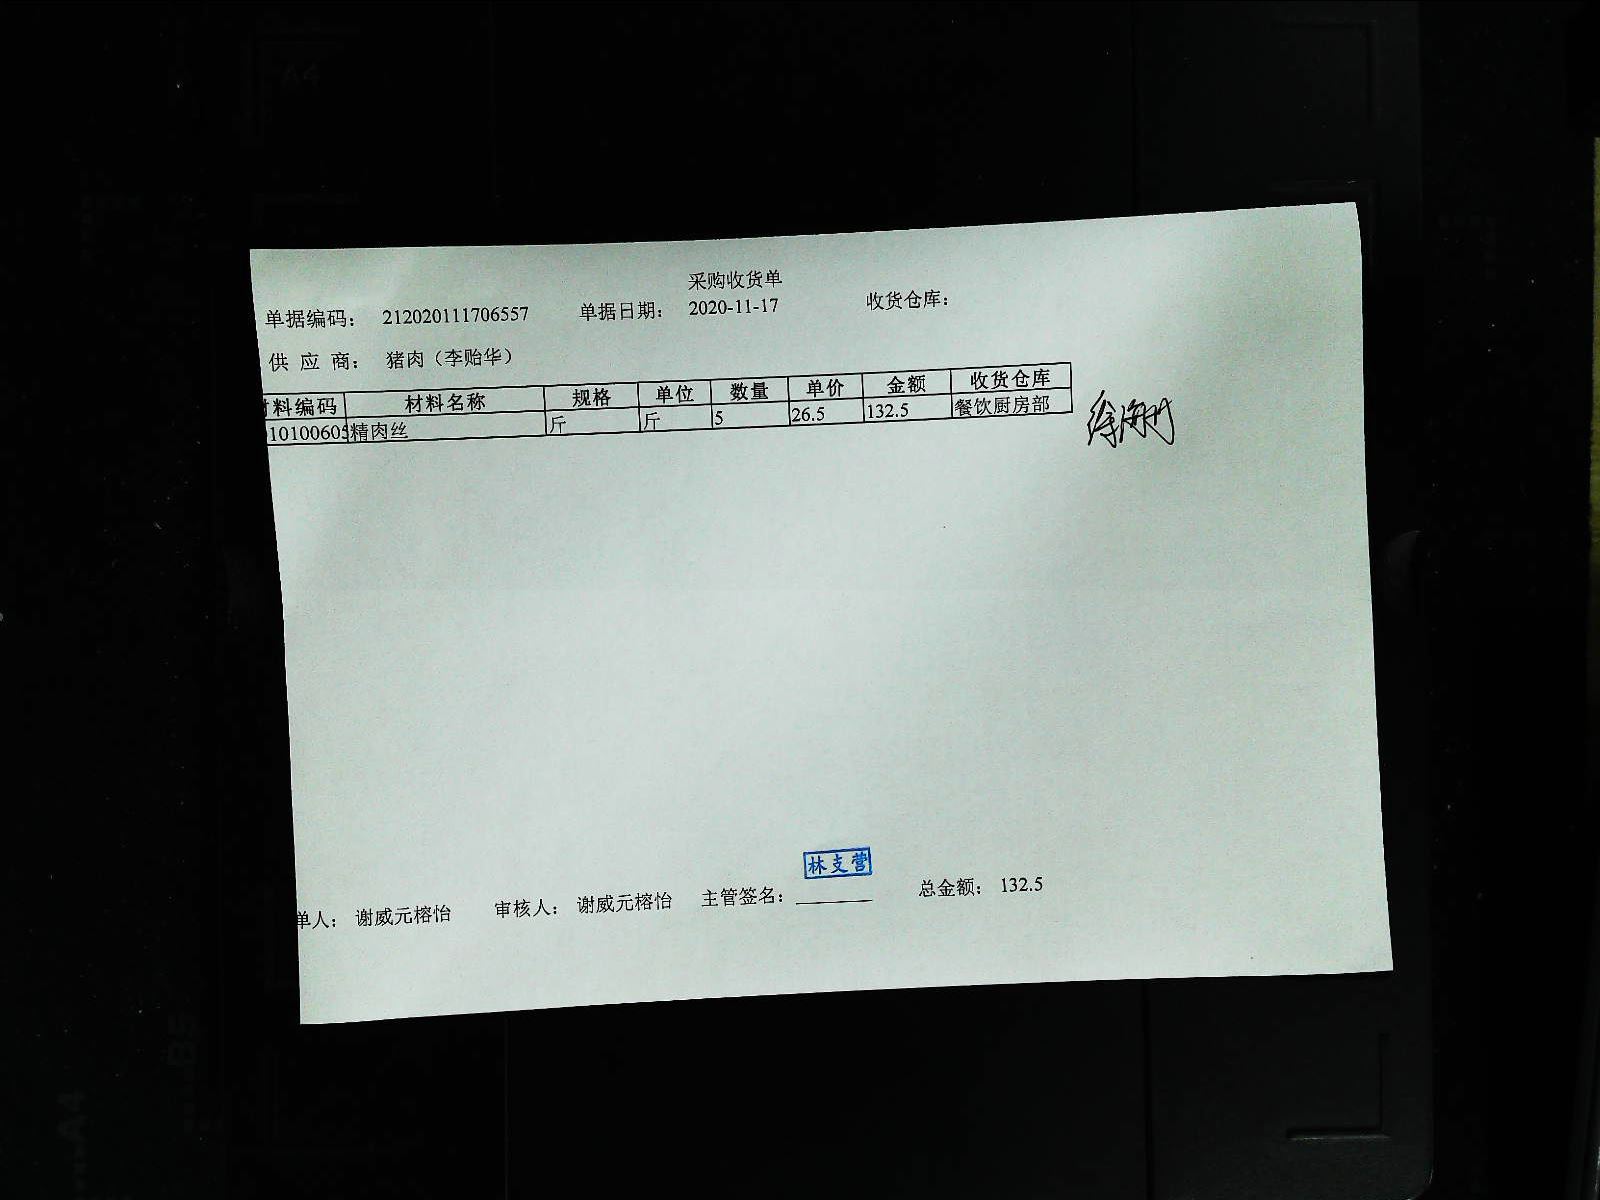 采购收货单
单据编码： 212020111706557 单据日期： 2020-11-17 收货仓库：
供 应 商： 猪肉（李贻华）
料编码 材料名称 规格 单位 数量 单价 金额 收货仓库
10100605 精肉丝 斤 斤 5 26.5 132.5 餐饮厨房部
林支营
单人： 谢威元榕怡 审核人： 谢威元榕怡 主管签名： 总金额： 132.5